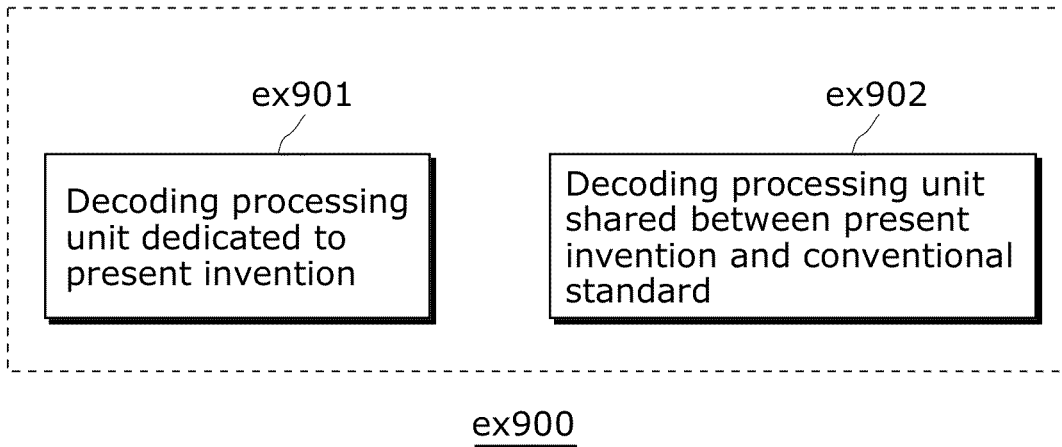 ex901
ex902
Decoding processing
unit dedicated to
present invention
Decoding processing unit
shared between present
invention and conventional
standard
ex900